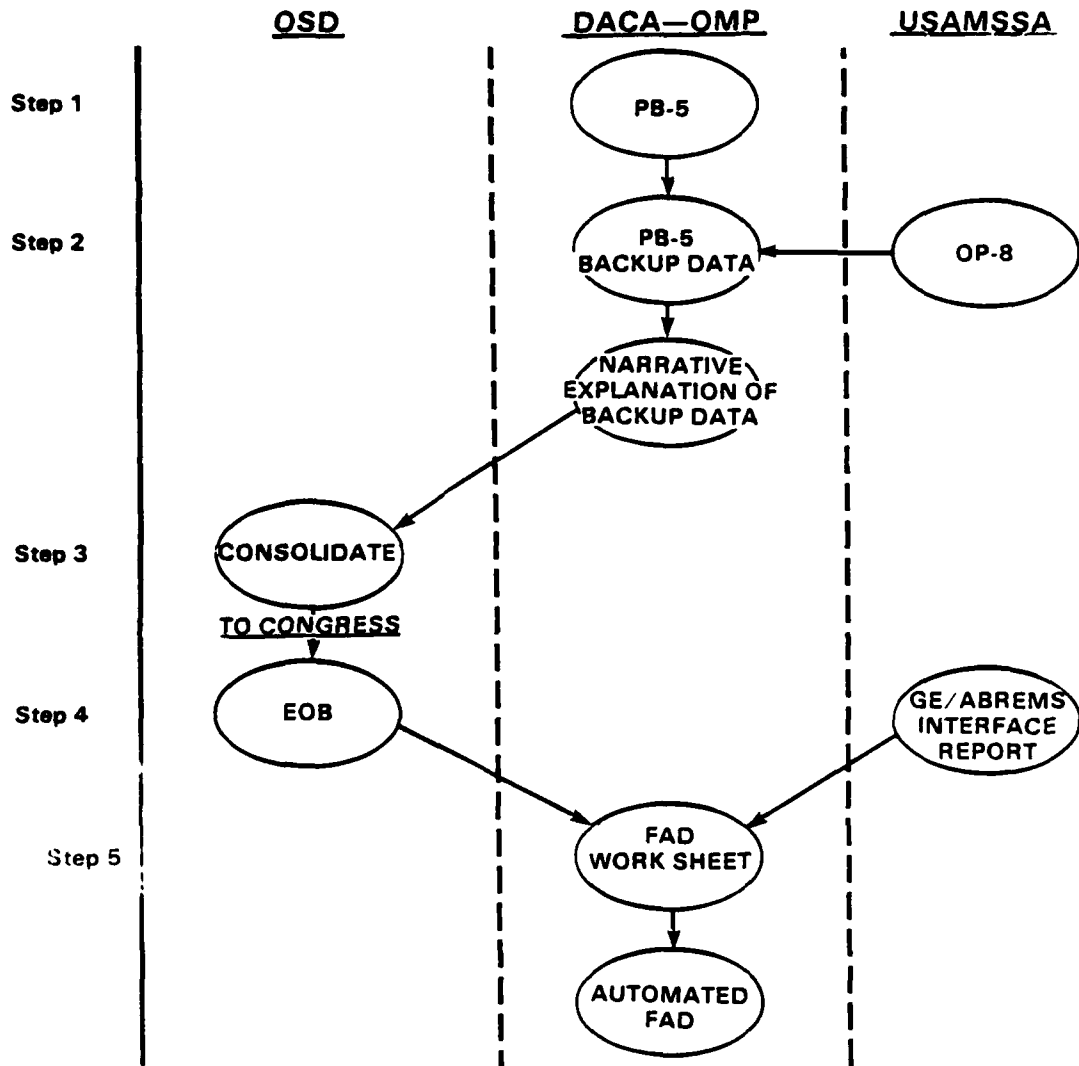 OSD
DACA—OMP
USAMSSA
Step 1
PB-5
Step 2
PB-5
BACKUP DATA
OP-8
NARRATIVE
EXPLANATION OF
BACKUP DATA
Step 3
CONSOLIDATE
TO CONGRESS
Step 4
EOB
GE/ABREMS
INTERFACE
REPORT
Step 5
FAD
WORK SHEET
AUTOMATED
FAD